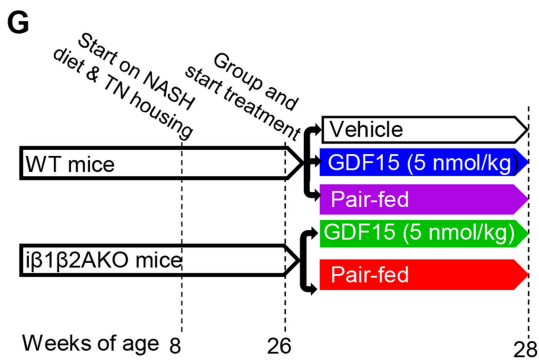 G
Start on NASH
diet & TN housing
Group and
start treatment
Vehicle
WT mice
GDF15 (5 nmol/kg)
Pair-fed
GDF15 (5 nmol/kg)
iβ1β2AKO mice
Pair-fed
Weeks of age 8 26 28